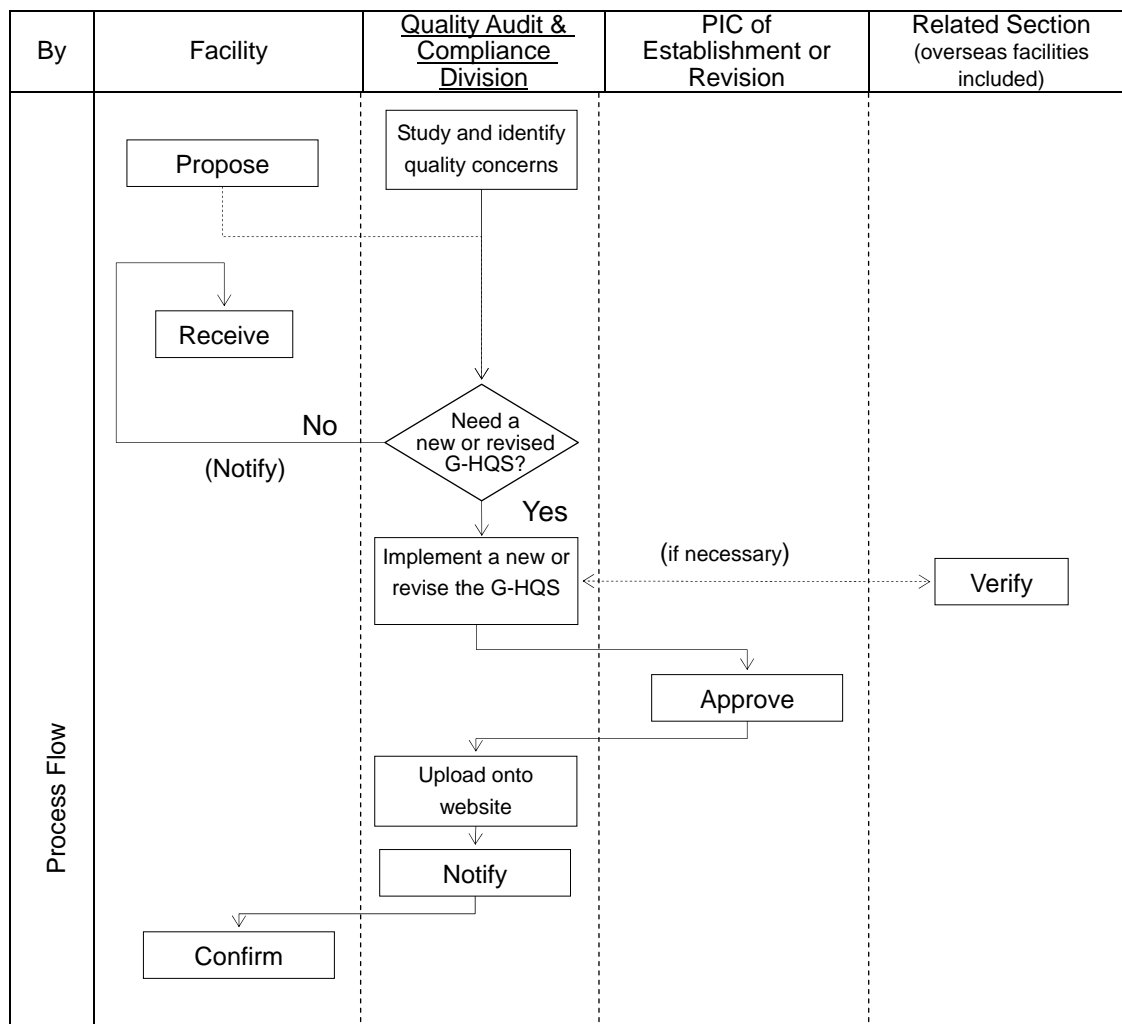 By
Facility
Quality Audit &
Compliance
Division
PIC of
Establishment or
Revision
Related Section
(overseas facilities
included)
Study and identify
quality concerns
Propose
Receive
Need a
new or revised
G-HQS?
No
(Notify)
Yes
Implement a new or
revise the G-HQS
(if necessary)
Verify
Approve
Upload onto
website
Notify
Confirm
Process Flow